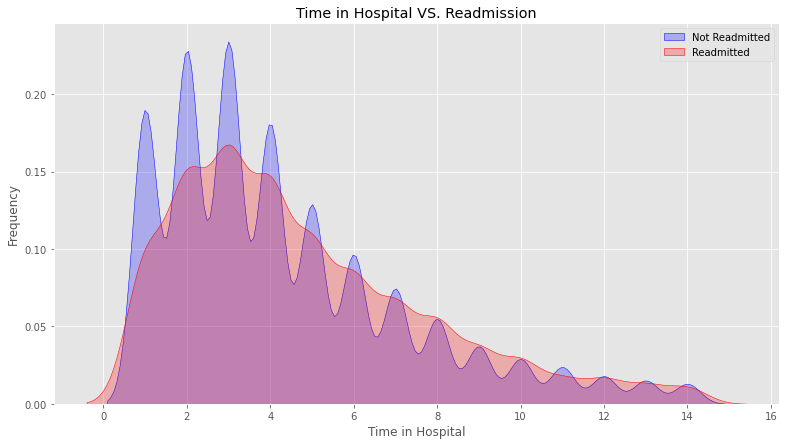 Time in Hospital VS. Readmission
Not Readmitted
Readmitted
Frequency
0.20
0.15
0.10
0.05
0.00
0 2 4 6 8 10 12 14 16
Time in Hospital